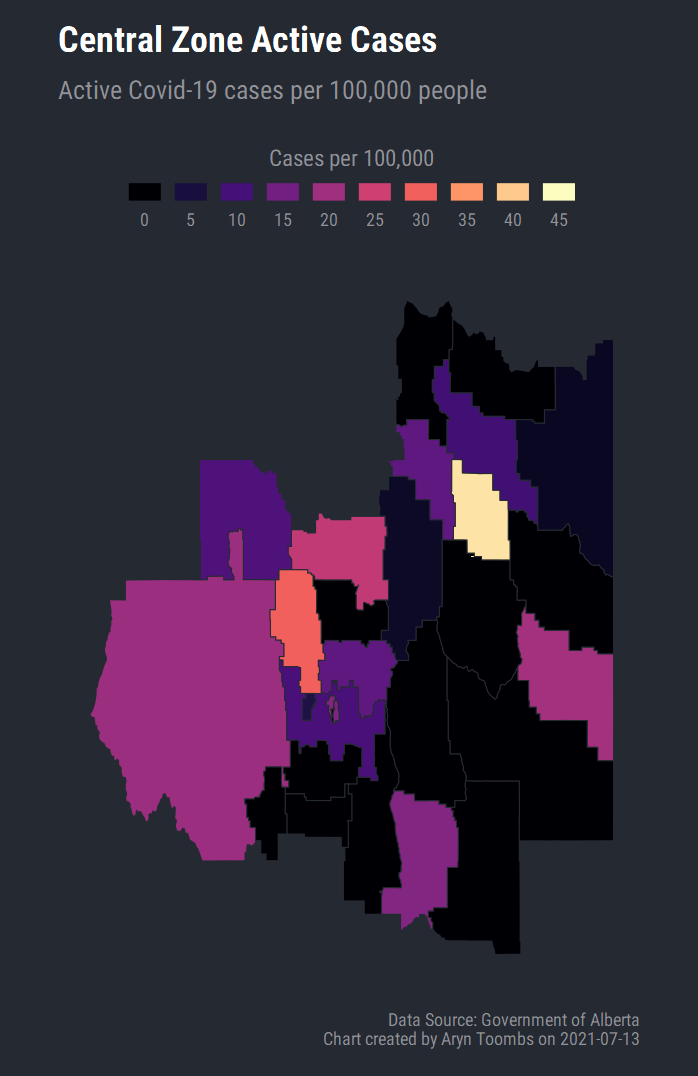 Central Zone Active Cases
Active Covid-19 cases per 100,000 people
Cases per 100,000
0 5 10 15 20 25 30 35 40 45
Data Source: Government of Alberta
Chart created by Aryn Toombs on 2021-07-13